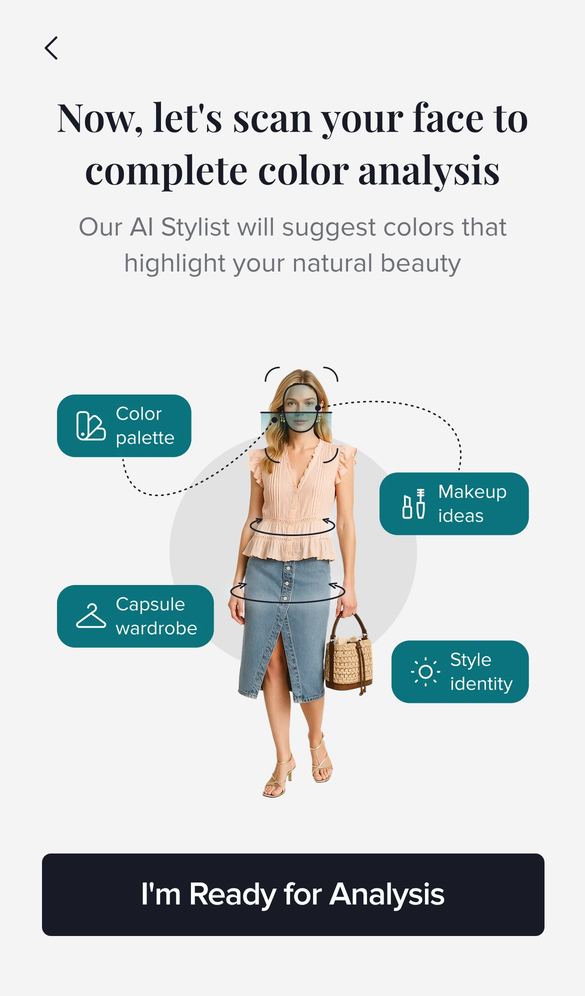 Now, let's scan your face to
complete color analysis
Our AI Stylist will suggest colors that
highlight your natural beauty
Color
palette
Makeup
ideas
Capsule
wardrobe
Style
identity
I'm Ready for Analysis